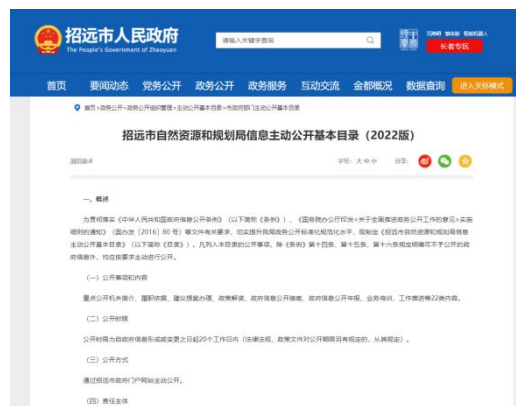 招远市人民政府
The People's Government of Zhaoyuan
请输入关键字查询
无障碍 繁体版 智能机器人
长者专区
首页 要闻动态 党务公开 政务公开 政务服务 互动交流 金都概况 数据查询 进入关怀模式
首页>政务公开>政务公开组织管理>主动公开基本目录>市政府部门主动公开基本目录
招远市自然资源和规划局信息主动公开基本目录（2022版）
字号：大 中 小 分享：
一、概述
为贯彻落实《中华人民共和国政府信息公开条例》（以下简称《条例》）、《国务院办公厅印发<关于全面推进政务公开工作的意见>实施
细则的通知》（国办发〔2016〕80 号）等文件有关要求，切实提升我局政务公开标准化规范化水平，现制定《招远市自然资源和规划局信息
主动公开基本目录》（以下简称《目录》）。凡列入本目录的公开事项，除《条例》第十四条、第十五条、第十六条规定明确可不予公开的政
府信息外，均应按要求主动进行公开。
（一）公开事项和内容
重点公开机关简介、履职依据、建议提案办理、政策解读、政府信息公开指南、政府信息公开年报、业务培训、工作推进等22类内容。
（二）公开时限
公开时限为自政府信息形成或变更之日起20个工作日内（法律法规、政策文件对公开期限另有规定的，从其规定）。
（三）公开方式
通过招远市政府门户网站主动公开。
（四）责任主体